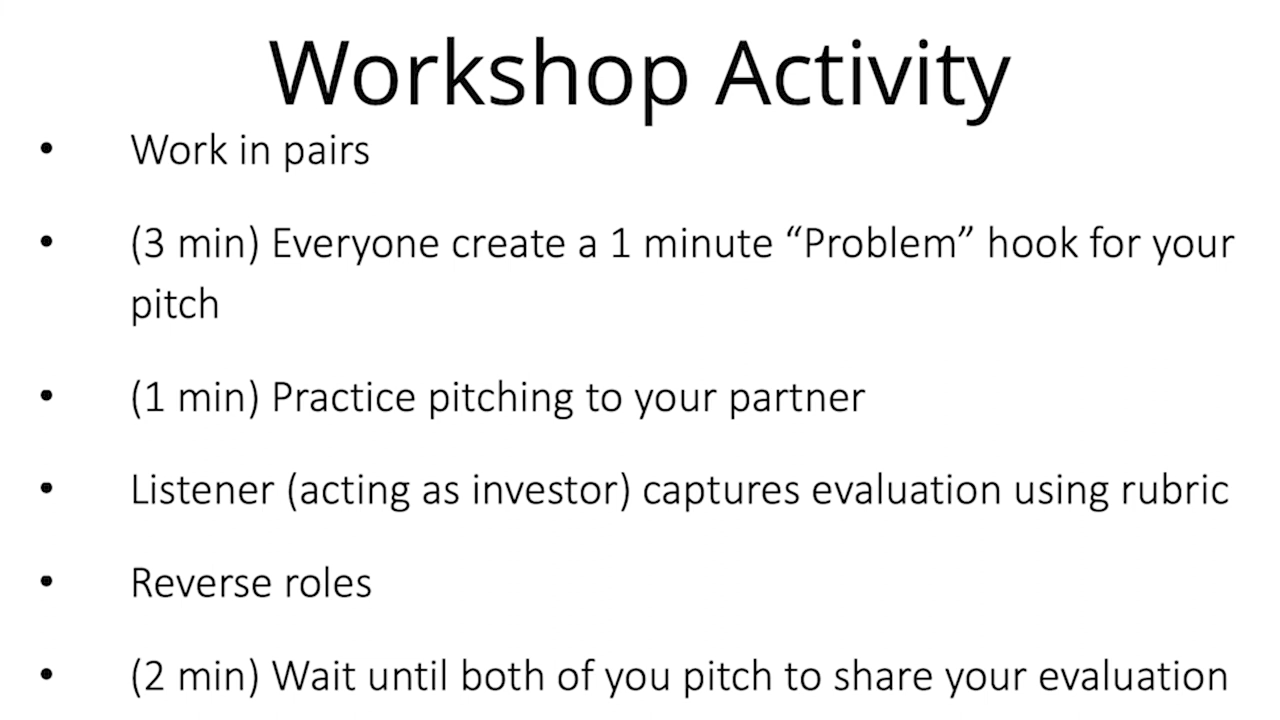 Workshop Activity
• Work in pairs
• (3 min) Everyone create a 1 minute “Problem” hook for your
pitch
• (1 min) Practice pitching to your partner
• Listener (acting as investor) captures evaluation using rubric
• Reverse roles
• (2 min) Wait until both of you pitch to share your evaluation